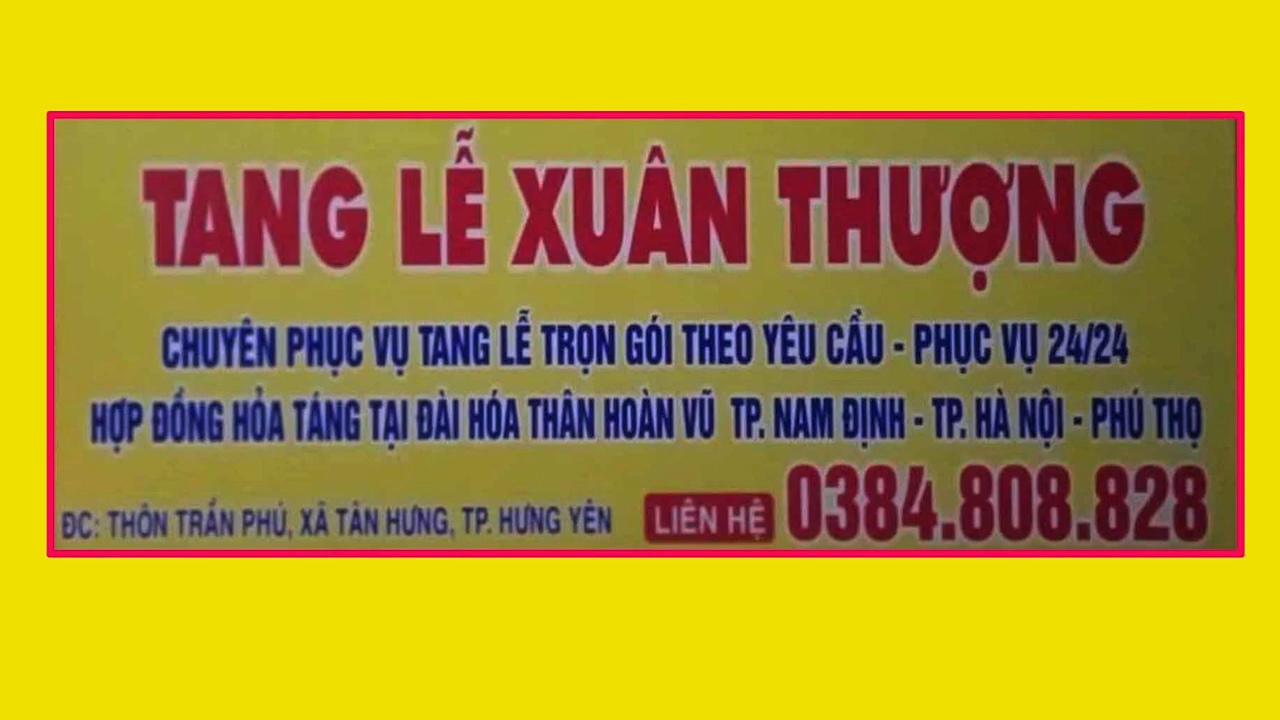 TANG LỄ XUÂN THƯỢNG
CHUYÊN PHỤC VỤ TANG LỄ TRỌN GÓI THEO YÊU CẦU - PHỤC VỤ 24/24
HỢP ĐỒNG HỎA TÁNG TẠI ĐÀI HÓA THÂN HOÀN VŨ TP. NAM ĐỊNH - TP. HÀ NỘI - PHÚ THỌ
ĐC: THÔN TRẦN PHÚ, XÃ TÂN HƯNG, TP. HƯNG YÊN LIÊN HỆ 0384.808.828